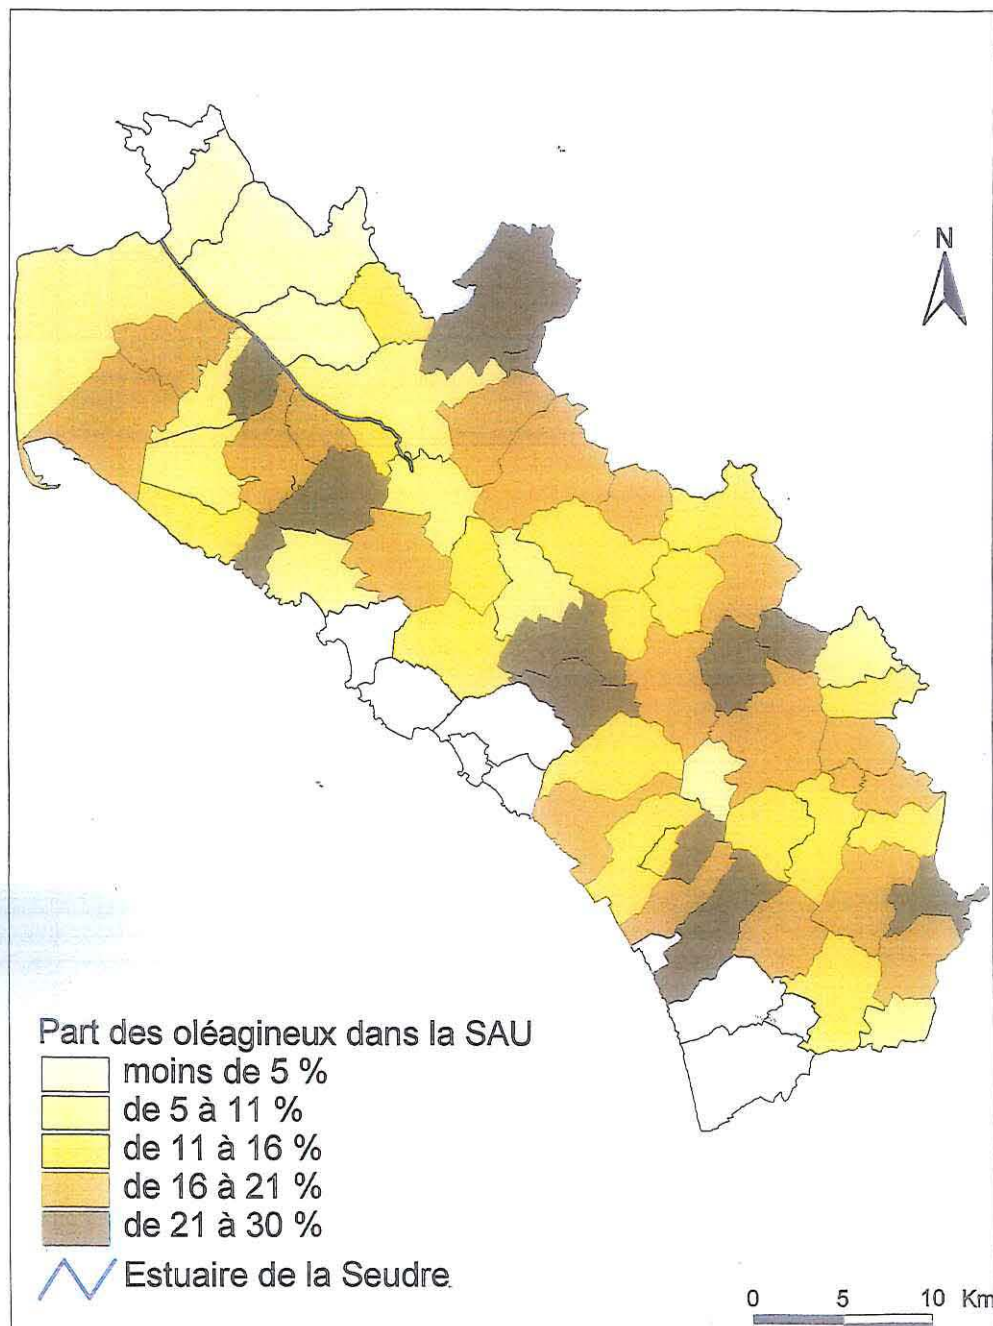 N
Part des oléagineux dans la SAU
moins de 5 %
de 5 à 11 %
de 11 à 16 %
de 16 à 21 %
de 21 à 30 %
Estuaire de la Seudre
0 5 10 Km